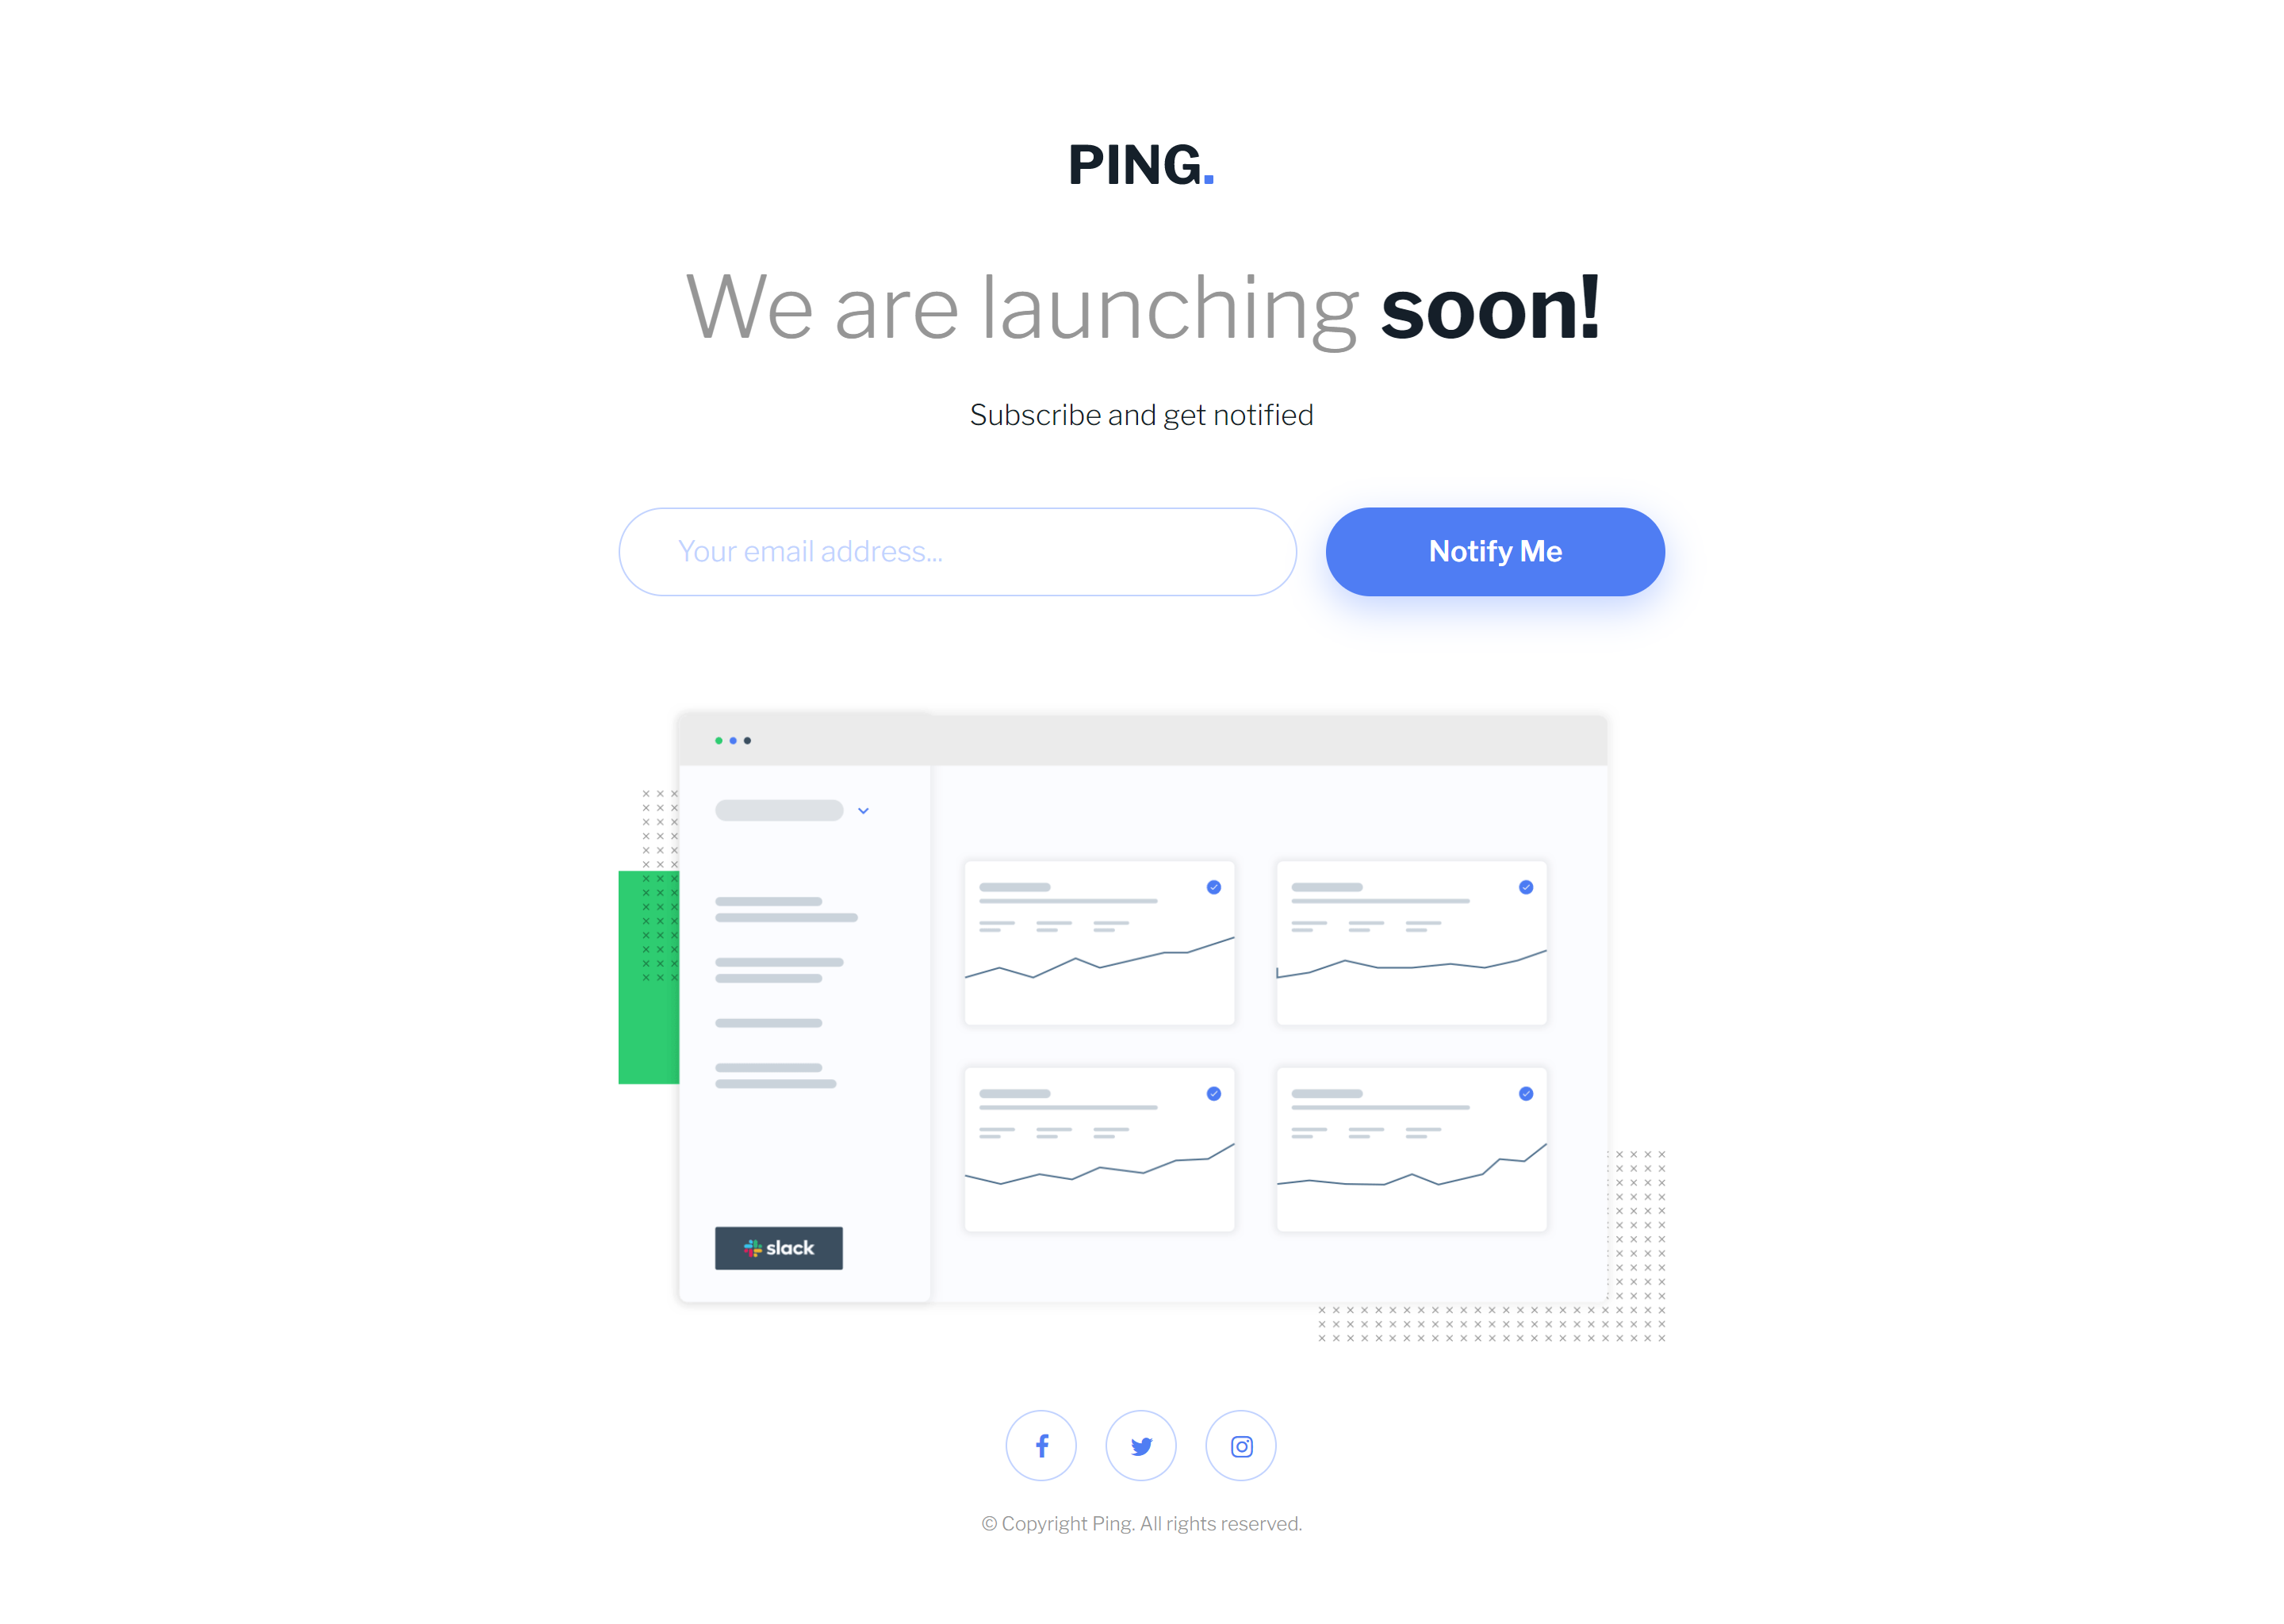 PING.
We are launching soon!
Subscribe and get notified
Your email address...
Notify Me
slack
© Copyright Ping. All rights reserved.